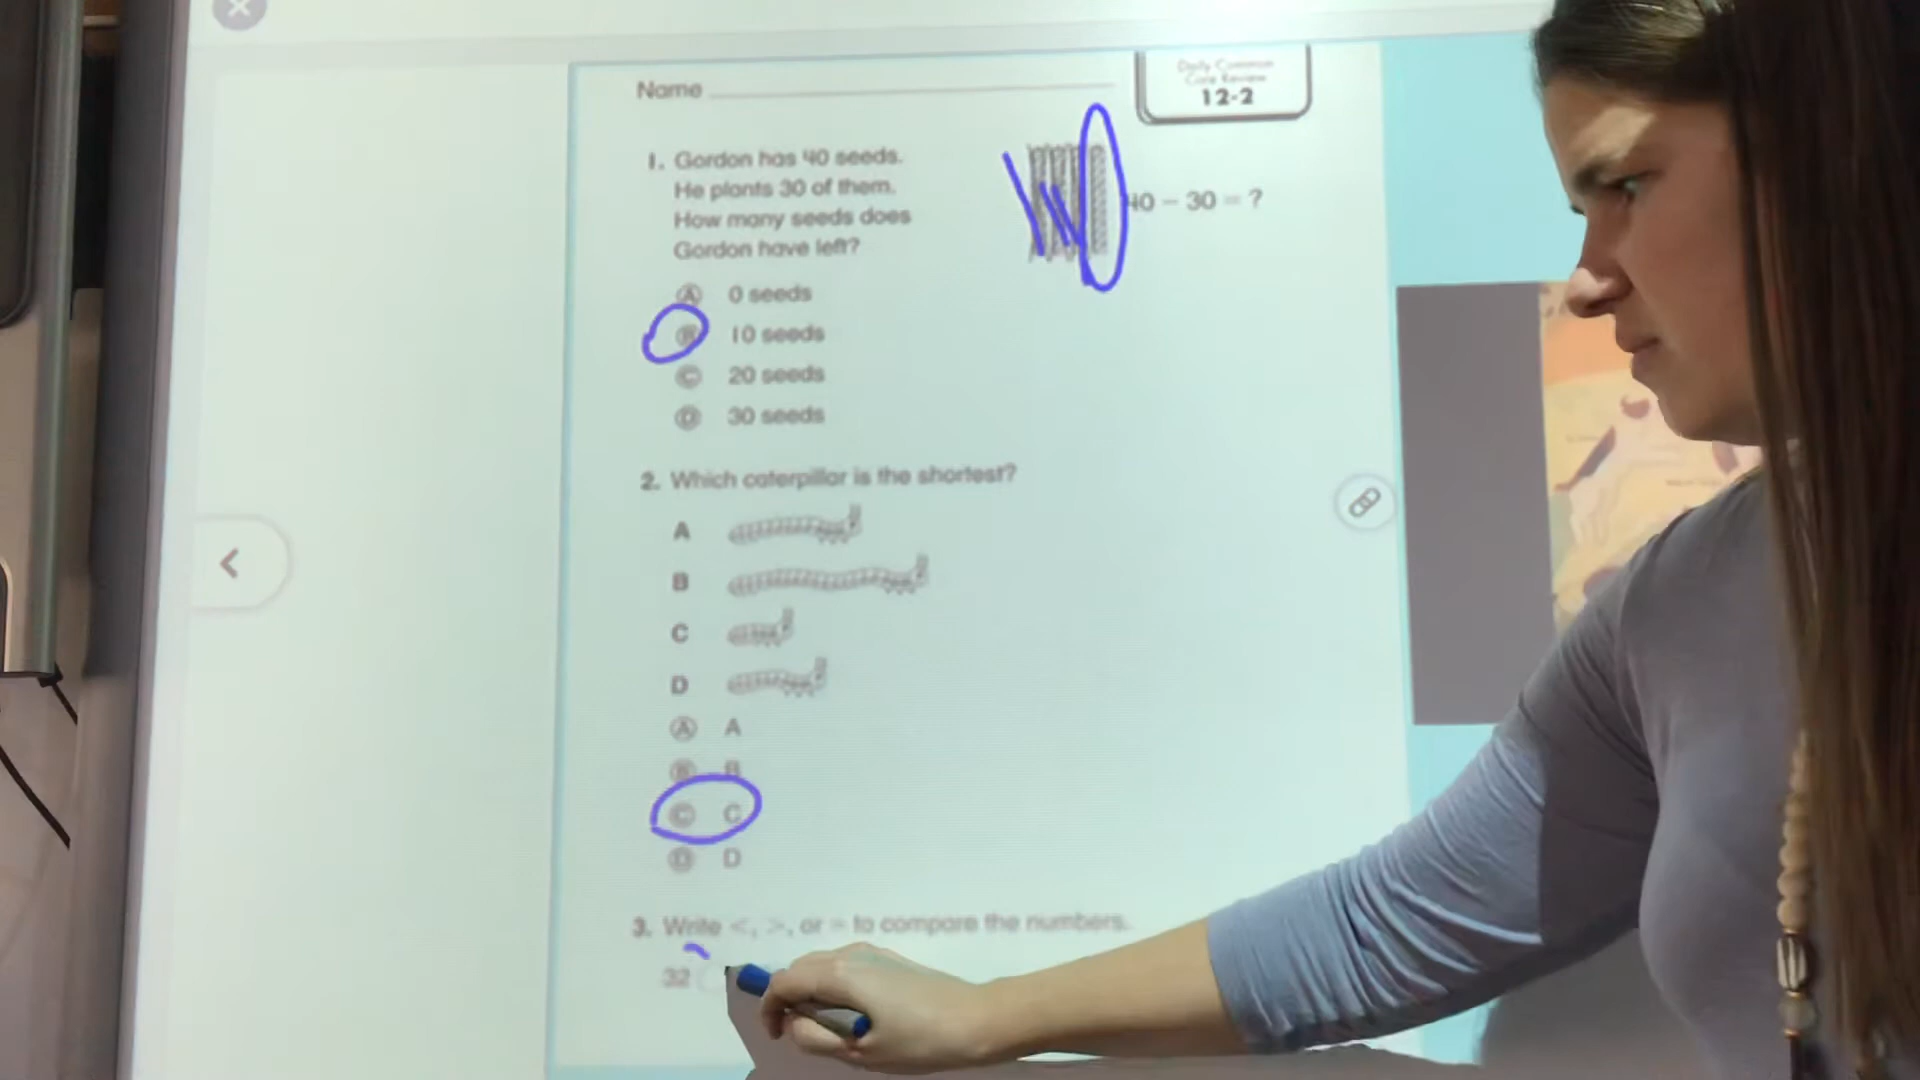 Name
Daily Common
Core Review
12-2
1. Gordon has 40 seeds.
He plants 30 of them.
How many seeds does
Gordon have left?
40 - 30 = ?
A 0 seeds
B 10 seeds
C 20 seeds
D 30 seeds
2. Which caterpillar is the shortest?
A
B
C
D
A A
B B
C C
D D
3. Write <, >, or = to compare the numbers.
32